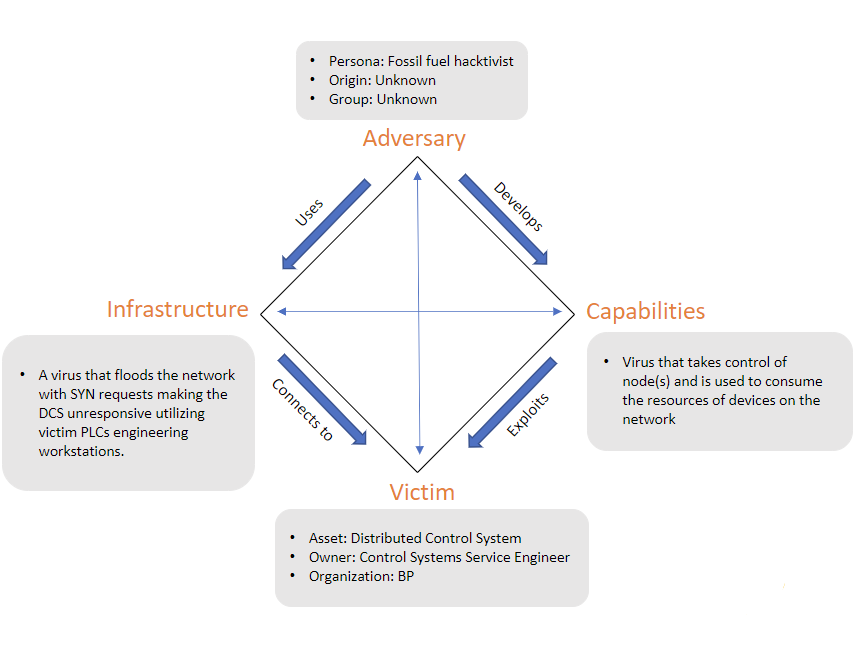 • Persona: Fossil fuel hacktivist
• Origin: Unknown
• Group: Unknown
Adversary
Uses
Develops
Infrastructure
Capabilities
• A virus that floods the network
with SYN requests making the
DCS unresponsive utilizing
victim PLCs engineering
workstations.
• Virus that takes control of
node(s) and is used to consume
the resources of devices on the
network
Connects to
Exploits
Victim
• Asset: Distributed Control System
• Owner: Control Systems Service Engineer
• Organization: BP